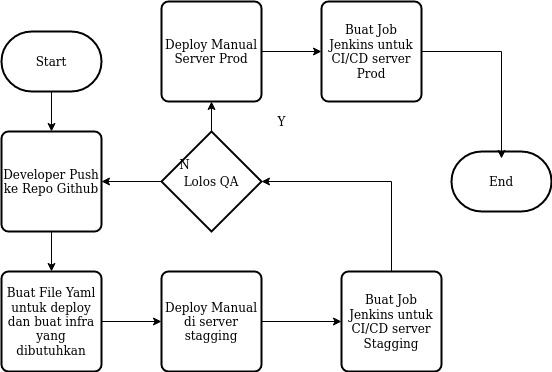 Start
Developer Push
ke Repo Github
Buat File Yaml
untuk deploy
dan buat infra
yang
dibutuhkan
Deploy Manual
di server
stagging
Buat Job
Jenkins untuk
CI/CD server
Stagging
Lolos QA
N
Y
Deploy Manual
Server Prod
Buat Job
Jenkins untuk
CI/CD server
Prod
End